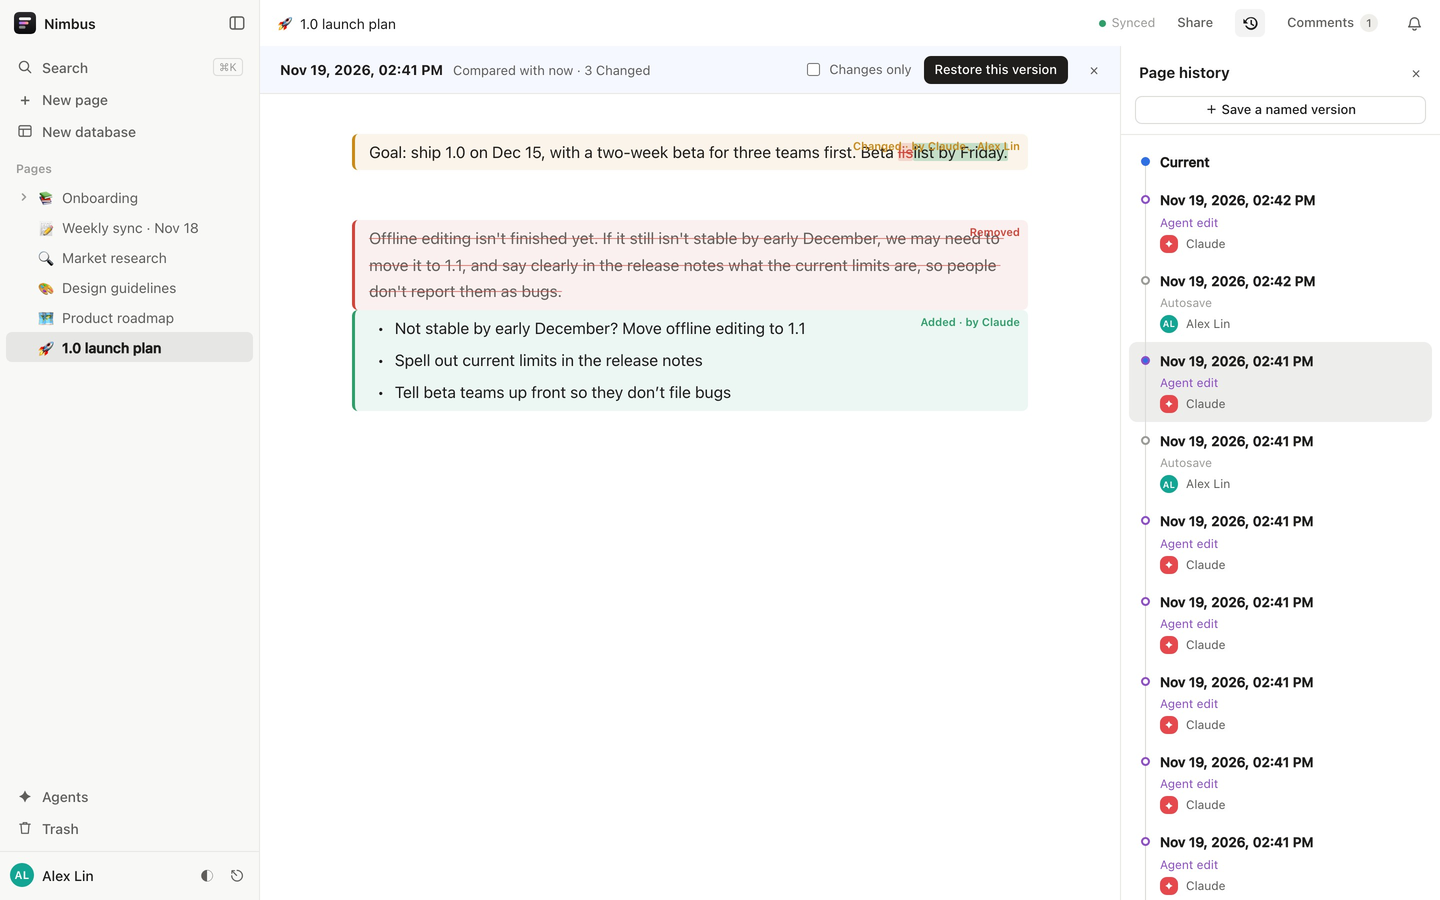 Nimbus
Search ⌘K
New page
New database
Pages
Onboarding
Weekly sync · Nov 18
Market research
Design guidelines
Product roadmap
1.0 launch plan
Agents
Trash
AL Alex Lin
1.0 launch plan
Synced Share Comments 1
Nov 19, 2026, 02:41 PM Compared with now · 3 Changed Changes only Restore this version
Changed · by Claude · Alex Lin
Goal: ship 1.0 on Dec 15, with a two-week beta for three teams first. Beta lislist by Friday.
Removed
Offline editing isn't finished yet. If it still isn't stable by early December, we may need to
move it to 1.1, and say clearly in the release notes what the current limits are, so people
don't report them as bugs.
Added · by Claude
• Not stable by early December? Move offline editing to 1.1
• Spell out current limits in the release notes
• Tell beta teams up front so they don’t file bugs
Page history
+ Save a named version
Current
Nov 19, 2026, 02:42 PM
Agent edit
Claude
Nov 19, 2026, 02:42 PM
Autosave
AL Alex Lin
Nov 19, 2026, 02:41 PM
Agent edit
Claude
Nov 19, 2026, 02:41 PM
Autosave
AL Alex Lin
Nov 19, 2026, 02:41 PM
Agent edit
Claude
Nov 19, 2026, 02:41 PM
Agent edit
Claude
Nov 19, 2026, 02:41 PM
Agent edit
Claude
Nov 19, 2026, 02:41 PM
Agent edit
Claude
Nov 19, 2026, 02:41 PM
Agent edit
Claude